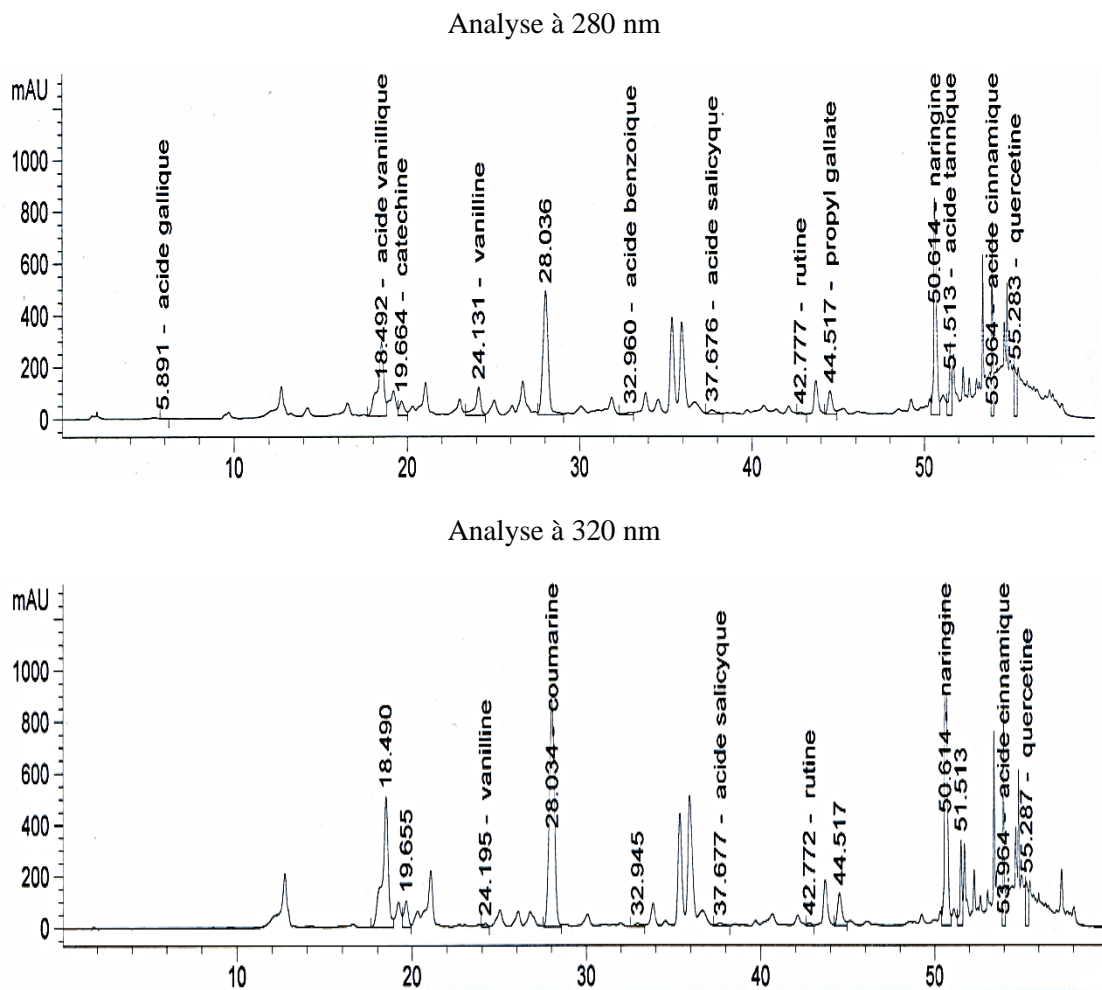 Analyse à 280 nm
mAU
1000
800
600
400
200
0
5.891 - acide gallique
18.492 - acide vanillique
19.664 - catechine
24.131 - vanilline
28.036
32.960 - acide benzoique
37.676 - acide salicyque
42.777 - rutine
44.517 - propyl gallate
50.614 - naringine
51.513 - acide tannique
53.964 - acide cinnamique
55.283 - quercetine
10 20 30 40 50
Analyse à 320 nm
mAU
1000
800
600
400
200
0
18.490
19.655
24.195 - vanilline
28.034 - coumarine
32.945
37.677 - acide salicyque
42.772 - rutine
44.517
50.614 - naringine
51.513
53.964 - acide cinnamique
55.287 - quercetine
10 20 30 40 50